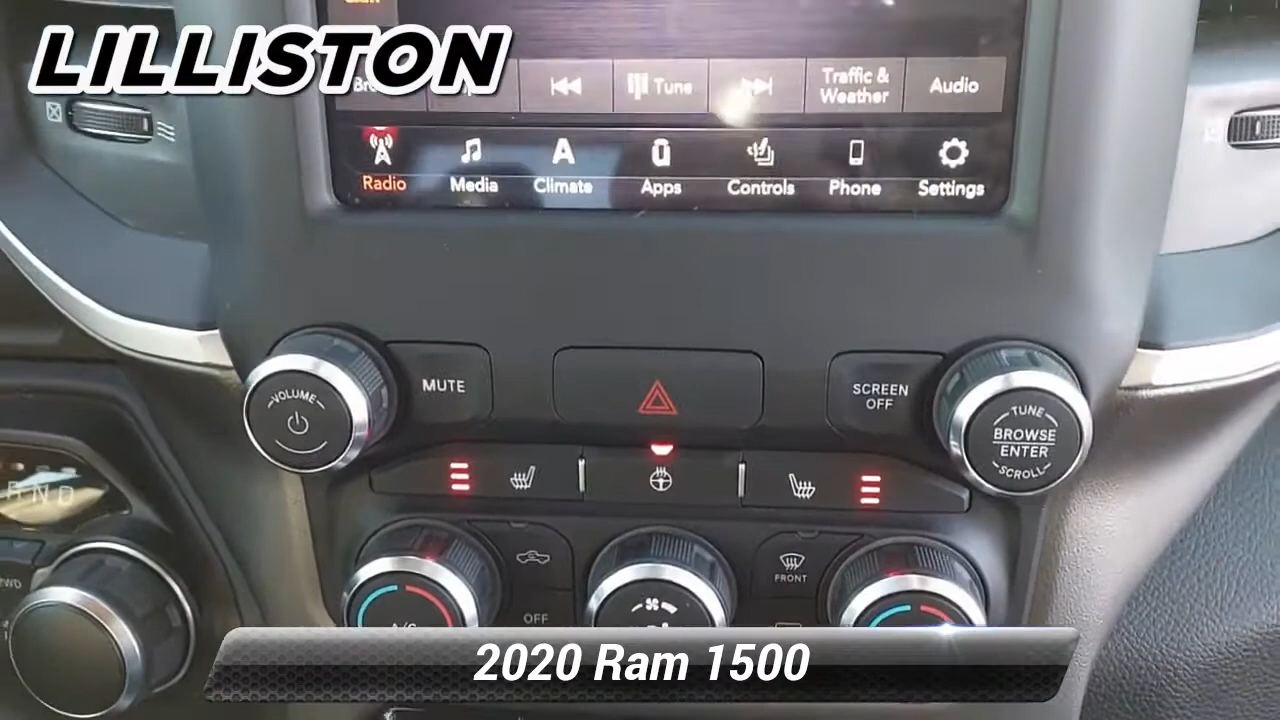 LILLISTON
Tune
Traffic &
Weather
Audio
Radio
Media
Climate
Apps
Controls
Phone
Settings
VOLUME
MUTE
SCREEN
OFF
TUNE
BROWSE
ENTER
SCROLL
R N D
FRONT
OFF
A/C
2020 Ram 1500